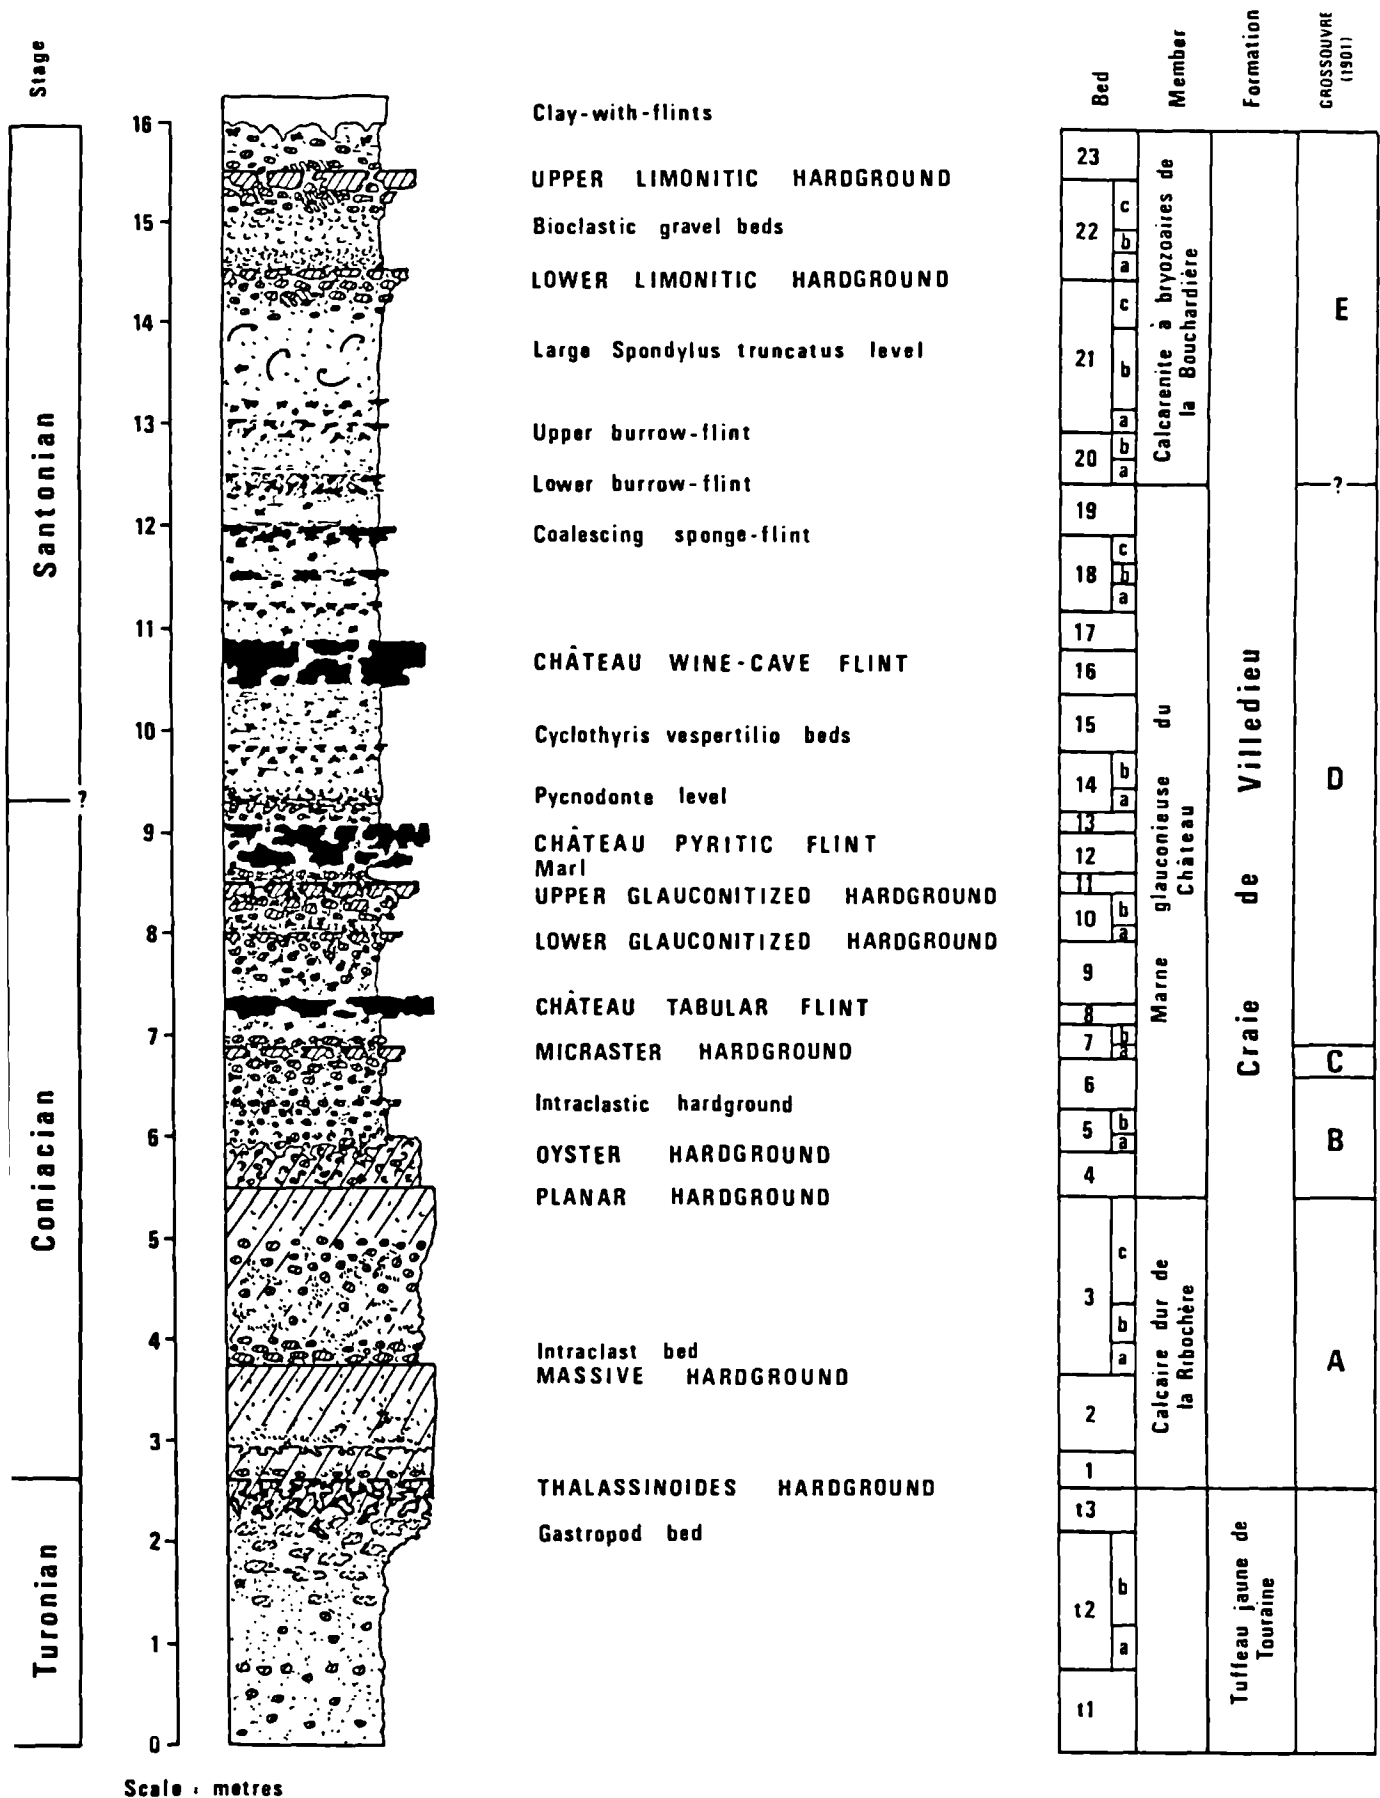 Stage
Bed
Member
Formation
GROSSOUVRE
(1901)
Santonian
?
Coniacian
Turonian
16
15
14
13
12
11
10
9
8
7
6
5
4
3
2
1
0
Scale : metres
Clay-with-flints
UPPER LIMONITIC HARDGROUND
Bioclastic gravel beds
LOWER LIMONITIC HARDGROUND
Large Spondylus truncatus level
Upper burrow-flint
Lower burrow-flint
Coalescing sponge-flint
CHÂTEAU WINE-CAVE FLINT
Cyclothyris vespertilio beds
Pycnodonte level
CHÂTEAU PYRITIC FLINT
Marl
UPPER GLAUCONITIZED HARDGROUND
LOWER GLAUCONITIZED HARDGROUND
CHÂTEAU TABULAR FLINT
MICRASTER HARDGROUND
Intraclastic hardground
OYSTER HARDGROUND
PLANAR HARDGROUND
Intraclast bed
MASSIVE HARDGROUND
THALASSINOIDES HARDGROUND
Gastropod bed
23
22 c
b
a
21 c
b
a
20 b
a
19
18 c
b
a
17
16
15
14 b
a
13
12
11
10 b
a
9
8
7 b
a
6
5 b
a
4
3 c
b
a
2
1
t3
t2 b
a
t1
Calcarenite à bryozoaires de
la Bouchardière
Marne glauconieuse du
Château
Calcaire dur de
la Ribochère
Craie de Villedieu
Tuffeau jaune de
Touraine
E
?
D
C
B
A